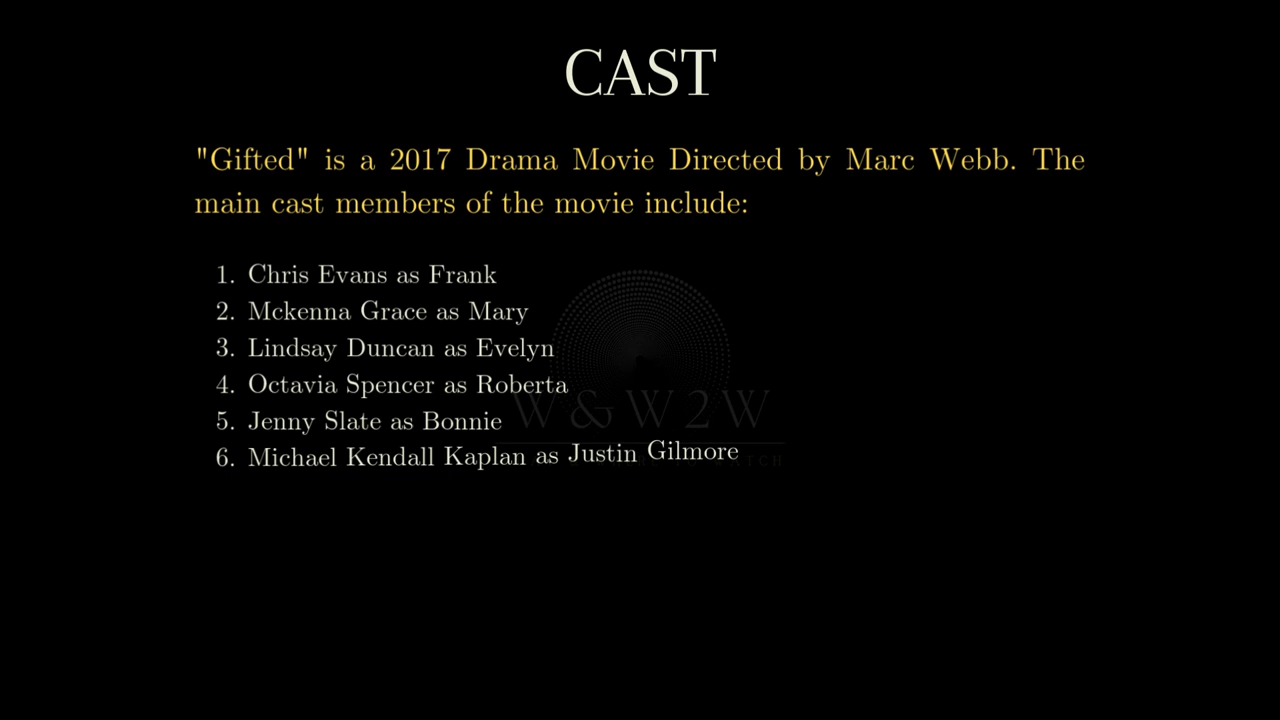 CAST
"Gifted" is a 2017 Drama Movie Directed by Marc Webb. The
main cast members of the movie include:
1. Chris Evans as Frank
2. Mckenna Grace as Mary
3. Lindsay Duncan as Evelyn
4. Octavia Spencer as Roberta
5. Jenny Slate as Bonnie
6. Michael Kendall Kaplan as Justin Gilmore
W&W2W